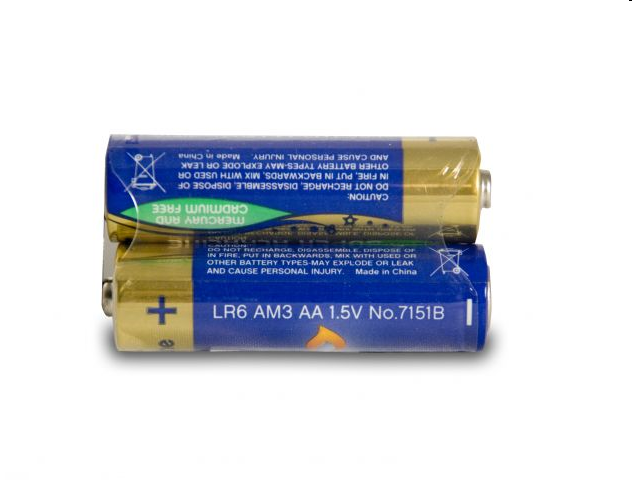 CAUTION:
DO NOT RECHARGE, DISASSEMBLE, DISPOSE OF
IN FIRE, PUT IN BACKWARDS, MIX WITH USED OR
OTHER BATTERY TYPES-MAY EXPLODE OR LEAK
AND CAUSE PERSONAL INJURY. Made in China
MERCURY AND
CADMIUM FREE
DO NOT RECHARGE, DISASSEMBLE, DISPOSE OF
IN FIRE, PUT IN BACKWARDS, MIX WITH USED OR
OTHER BATTERY TYPES-MAY EXPLODE OR LEAK
AND CAUSE PERSONAL INJURY. Made in China
+
LR6 AM3 AA 1.5V No.7151B